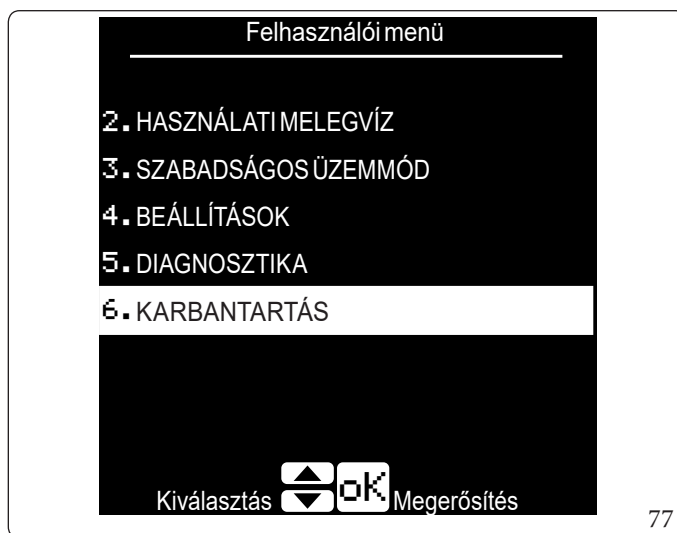 Felhasználói menü
2. HASZNÁLATI MELEGVÍZ
3. SZABADSÁGOS ÜZEMMÓD
4. BEÁLLÍTÁSOK
5. DIAGNOSZTIKA
6. KARBANTARTÁS
Kiválasztás oK Megerősítés
77